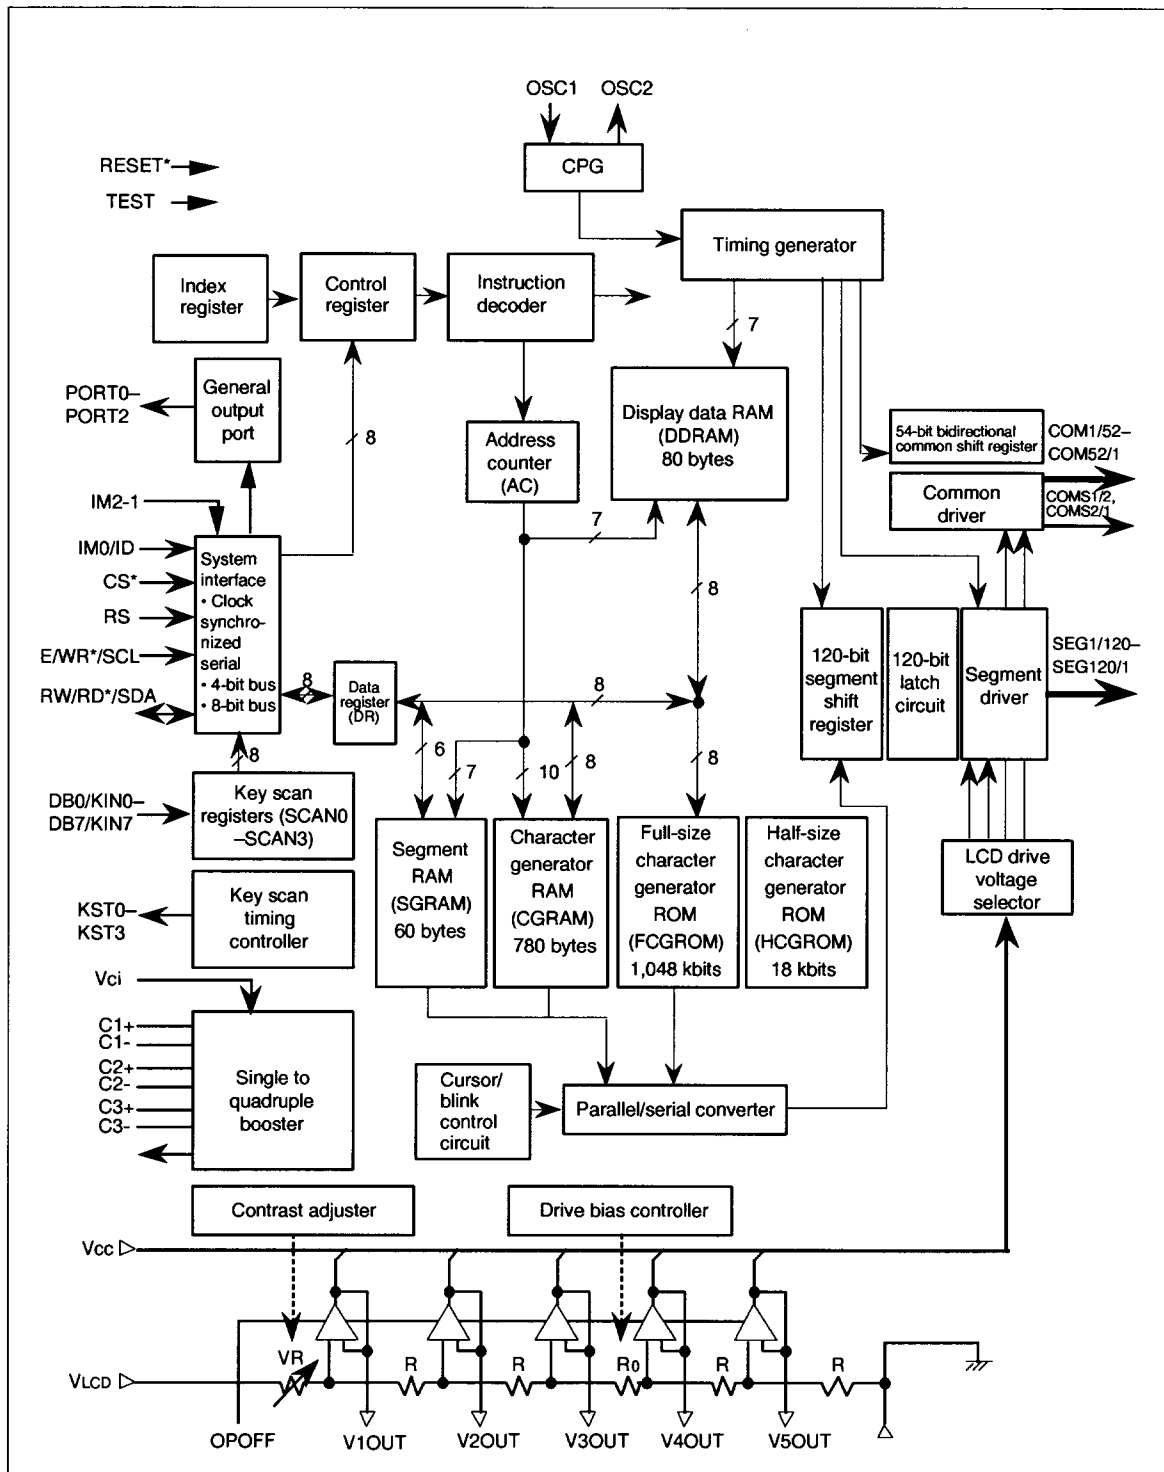 OSC1
OSC2
CPG
RESET*
TEST
Timing generator
Index
register
Control
register
Instruction
decoder
7
PORT0–
PORT2
General
output
port
8
Address
counter
(AC)
Display data RAM
(DDRAM)
80 bytes
54-bit bidirectional
common shift register
COM1/52–
COM52/1
Common
driver
COMS1/2,
COMS2/1
IM2-1
IM0/ID
CS*
RS
E/WR*/SCL
RW/RD*/SDA
System
interface
• Clock
synchro-
nized
serial
• 4-bit bus
• 8-bit bus
7
8
8
Data
register
(DR)
8
120-bit
segment
shift
register
120-bit
latch
circuit
Segment
driver
SEG1/120–
SEG120/1
6
7
10
8
8
8
DB0/KIN0–
DB7/KIN7
Key scan
registers (SCAN0
–SCAN3)
KST0–
KST3
Key scan
timing
controller
Segment
RAM
(SGRAM)
60 bytes
Character
generator
RAM
(CGRAM)
780 bytes
Full-size
character
generator
ROM
(FCGROM)
1,048 kbits
Half-size
character
generator
ROM
(HCGROM)
18 kbits
LCD drive
voltage
selector
Vci
C1+
C1-
C2+
C2-
C3+
C3-
Single to
quadruple
booster
Cursor/
blink
control
circuit
Parallel/serial converter
Contrast adjuster
Drive bias controller
Vcc
VR
R
R
R0
R
R
VLCD
OPOFF
V1OUT
V2OUT
V3OUT
V4OUT
V5OUT